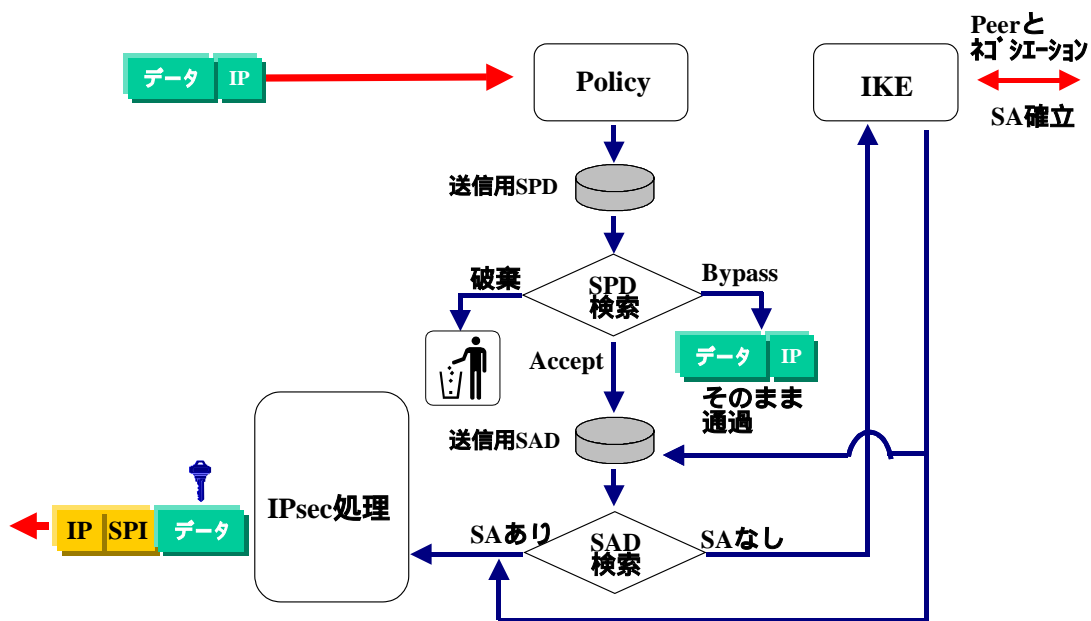 Peerと
ネゴシエーション
データ IP
Policy
IKE
SA確立
送信用SPD
破棄
Bypass
SPD
検索
Accept
データ IP
そのまま
通過
送信用SAD
IPsec処理
IP SPI データ
SAあり
SAD
検索
SAなし